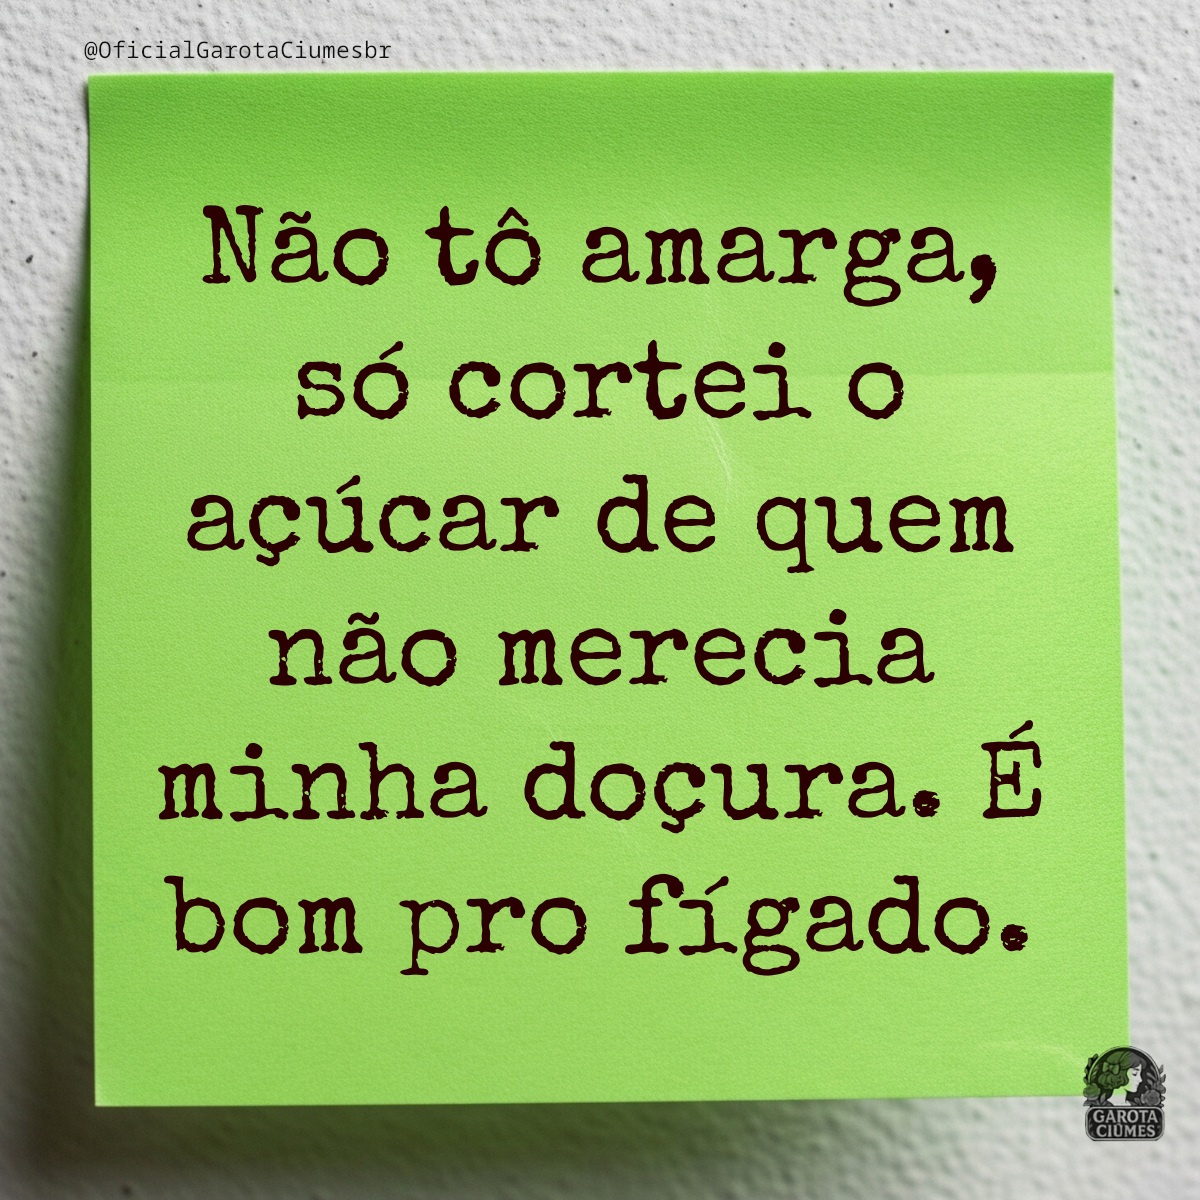 @OficialGarotaCiumesbr
Não tô amarga,
só cortei o
açúcar de quem
não merecia
minha doçura. É
bom pro fígado.
GAROTA
CIÚMES